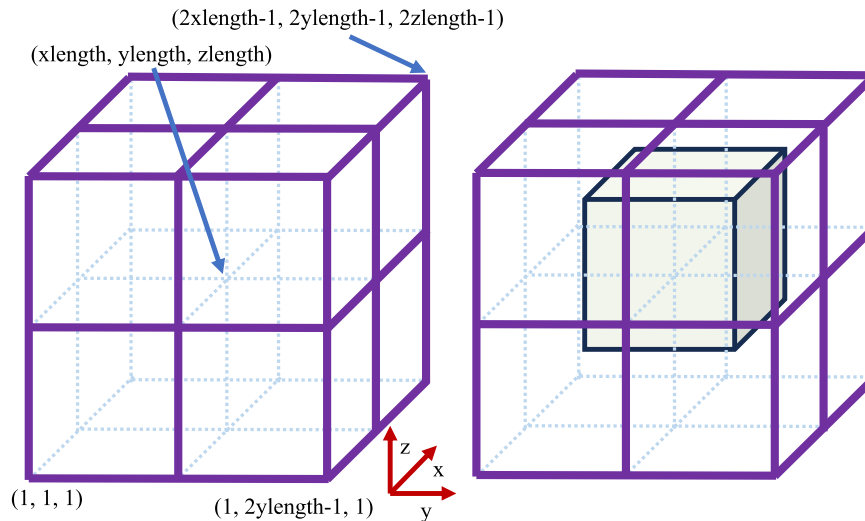 (2xlength-1, 2ylength-1, 2zlength-1)
(xlength, ylength, zlength)
z
x
(1, 1, 1)
(1, 2ylength-1, 1)
y